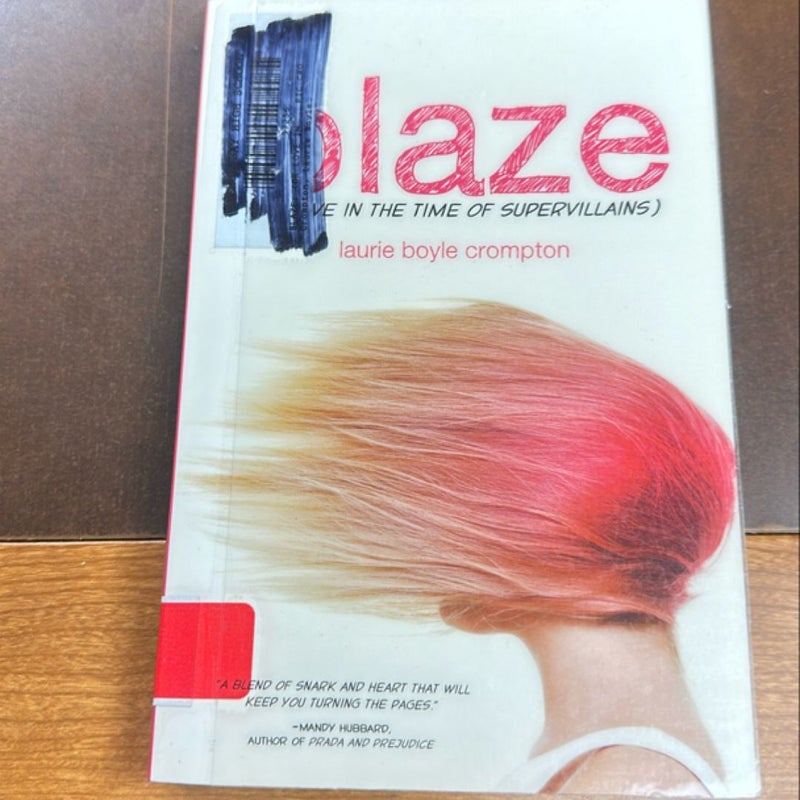 blaze
VE IN THE TIME OF SUPERVILLAINS)
laurie boyle crompton
"A BLEND OF SNARK AND HEART THAT WILL
KEEP YOU TURNING THE PAGES."
-MANDY HUBBARD,
AUTHOR OF PRADA AND PREJUDICE